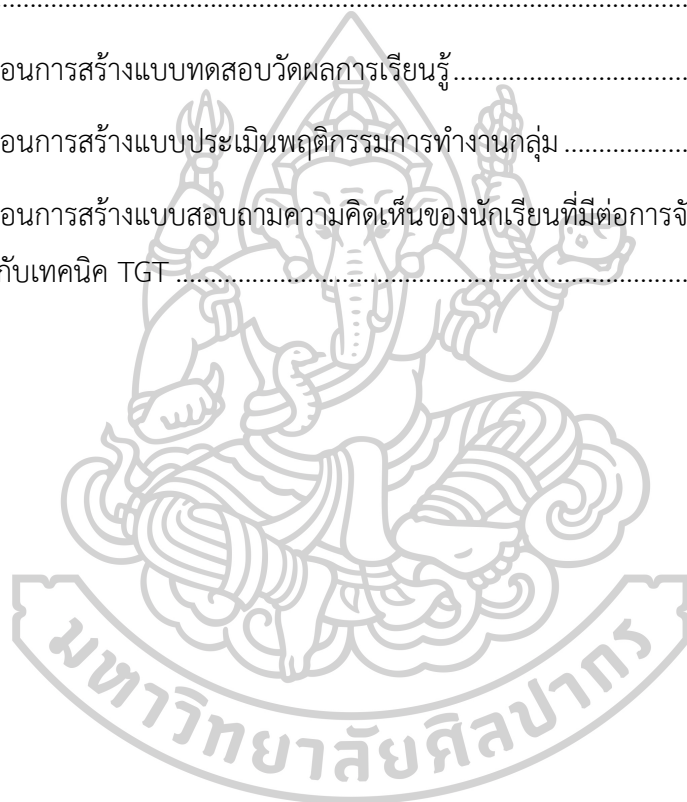 ................................................................................
อนการสร้างแบบทดสอบวัดผลการเรียนรู้...................................
อนการสร้างแบบประเมินพฤติกรรมการทำงานกลุ่ม ..................
อนการสร้างแบบสอบถามความคิดเห็นของนักเรียนที่มีต่อการจั
กับเทคนิค TGT ..............................................................................
มหาวิทยาลัยศิลปากร